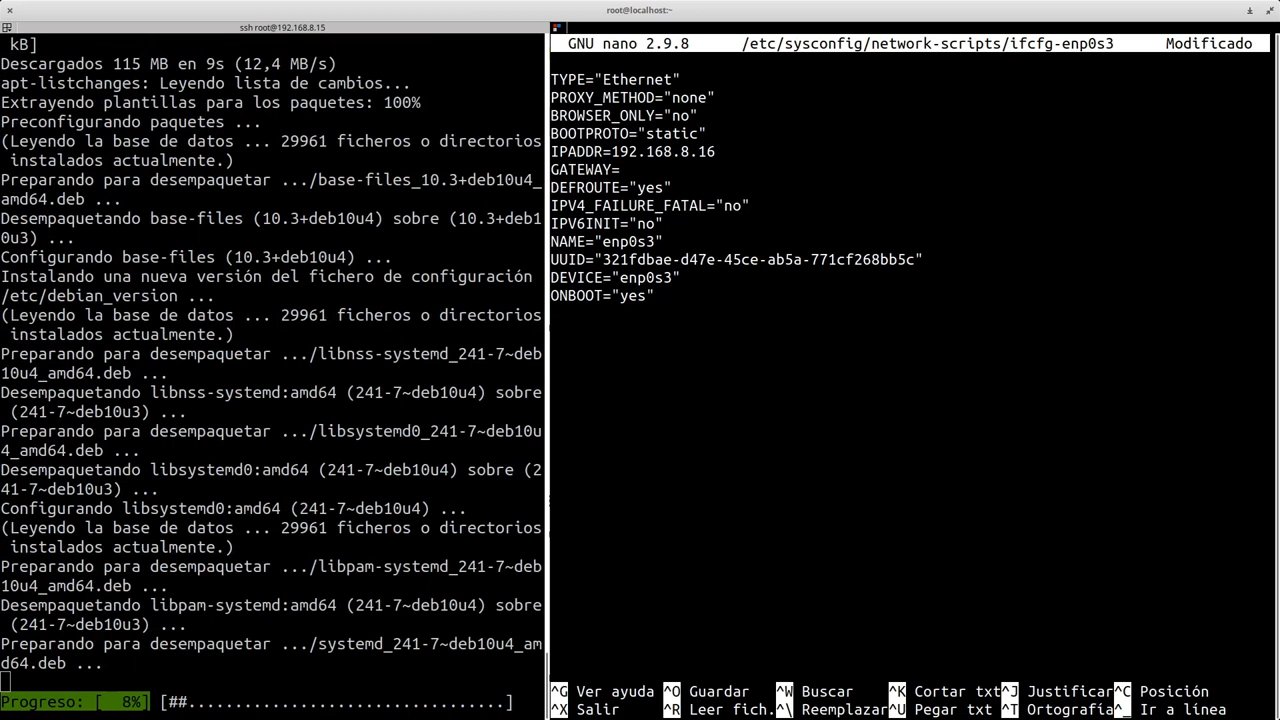 root@localhost:~
ssh root@192.168.8.15
kB]
Descargados 115 MB en 9s (12,4 MB/s)
apt-listchanges: Leyendo lista de cambios...
Extrayendo plantillas para los paquetes: 100%
Preconfigurando paquetes ...
(Leyendo la base de datos ... 29961 ficheros o directorios
instalados actualmente.)
Preparando para desempaquetar .../base-files_10.3+deb10u4_
amd64.deb ...
Desempaquetando base-files (10.3+deb10u4) sobre (10.3+deb1
0u3) ...
Configurando base-files (10.3+deb10u4) ...
Instalando una nueva versión del fichero de configuración
/etc/debian_version ...
(Leyendo la base de datos ... 29961 ficheros o directorios
instalados actualmente.)
Preparando para desempaquetar .../libnss-systemd_241-7~deb
10u4_amd64.deb ...
Desempaquetando libnss-systemd:amd64 (241-7~deb10u4) sobre
(241-7~deb10u3) ...
Preparando para desempaquetar .../libsystemd0_241-7~deb10u
4_amd64.deb ...
Desempaquetando libsystemd0:amd64 (241-7~deb10u4) sobre (2
41-7~deb10u3) ...
Configurando libsystemd0:amd64 (241-7~deb10u4) ...
(Leyendo la base de datos ... 29961 ficheros o directorios
instalados actualmente.)
Preparando para desempaquetar .../libpam-systemd_241-7~deb
10u4_amd64.deb ...
Desempaquetando libpam-systemd:amd64 (241-7~deb10u4) sobre
(241-7~deb10u3) ...
Preparando para desempaquetar .../systemd_241-7~deb10u4_am
d64.deb ...
Progreso: [  8%] [##..................................]
GNU nano 2.9.8 /etc/sysconfig/network-scripts/ifcfg-enp0s3 Modificado
TYPE="Ethernet"
PROXY_METHOD="none"
BROWSER_ONLY="no"
BOOTPROTO="static"
IPADDR=192.168.8.16
GATEWAY=
DEFROUTE="yes"
IPV4_FAILURE_FATAL="no"
IPV6INIT="no"
NAME="enp0s3"
UUID="321fdbae-d47e-45ce-ab5a-771cf268bb5c"
DEVICE="enp0s3"
ONBOOT="yes"
^G Ver ayuda ^O Guardar ^W Buscar ^K Cortar txt ^J Justificar ^C Posición
^X Salir ^R Leer fich. ^\ Reemplazar ^U Pegar txt ^T Ortografía ^_ Ir a línea